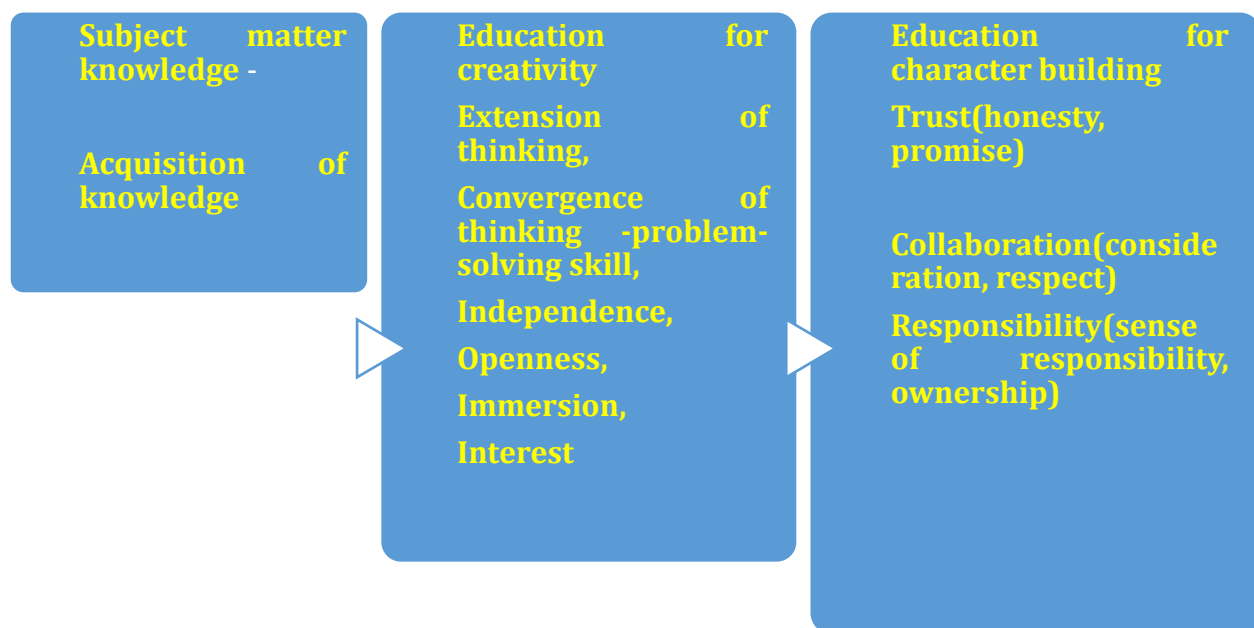 Subject matter
knowledge -
Acquisition of
knowledge
Education for
creativity
Extension of
thinking,
Convergence of
thinking -problem-
solving skill,
Independence,
Openness,
Immersion,
Interest
Education for
character building
Trust(honesty,
promise)
Collaboration(conside
ration, respect)
Responsibility(sense
of responsibility,
ownership)